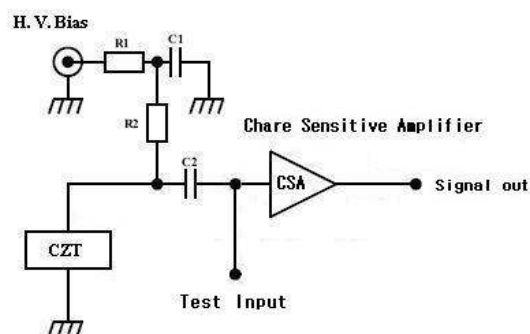 H. V. Bias
R1
C1
R2
Chare Sensitive Amplifier
C2
CSA
Signal out
CZT
Test Input